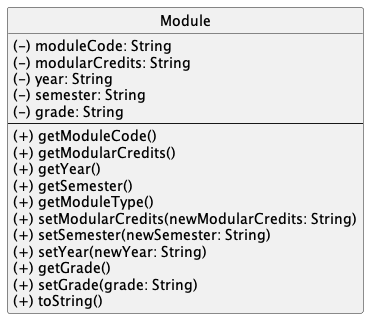 Module
(-) moduleCode: String
(-) modularCredits: String
(-) year: String
(-) semester: String
(-) grade: String
(+) getModuleCode()
(+) getModularCredits()
(+) getYear()
(+) getSemester()
(+) getModuleType()
(+) setModularCredits(newModularCredits: String)
(+) setSemester(newSemester: String)
(+) setYear(newYear: String)
(+) getGrade()
(+) setGrade(grade: String)
(+) toString()